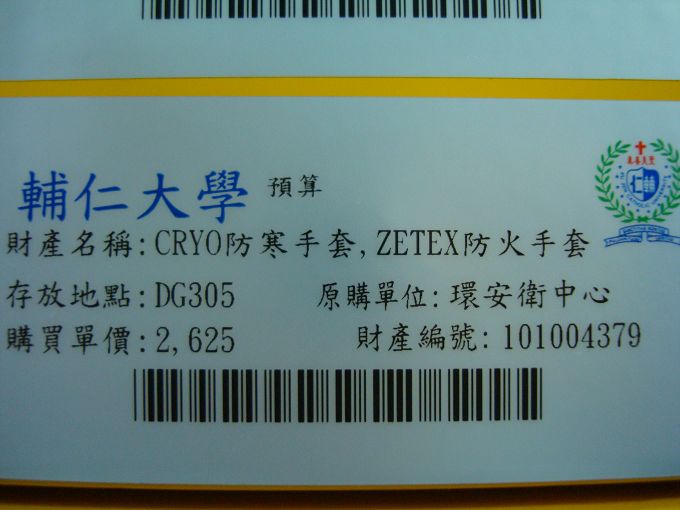 輔仁大學 預算
財產名稱:CRYO防寒手套,ZETEX防火手套
存放地點:DG305 原購單位:環安衛中心
購買單價:2,625 財產編號:101004379